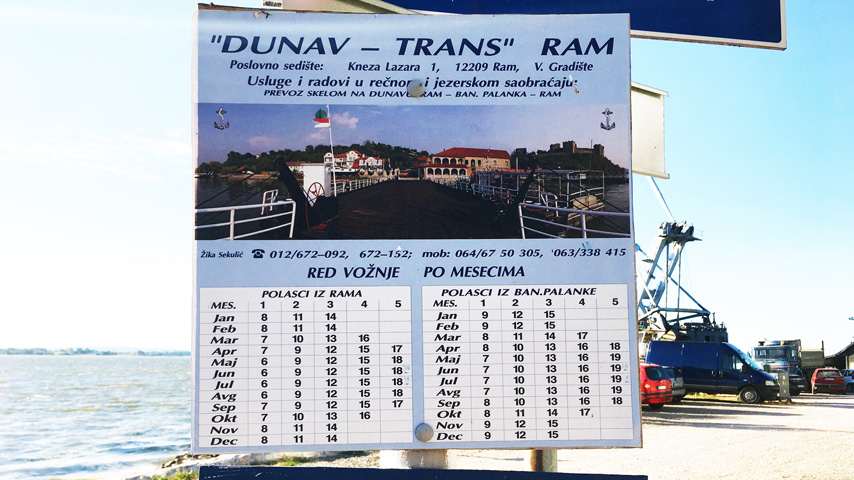 "DUNAV – TRANS" RAM
Poslovno sedište: Kneza Lazara 1, 12209 Ram, V. Gradište
Usluge i radovi u rečnom i jezerskom saobraćaju:
PREVOZ SKELOM NA DUNAVU RAM – BAN. PALANKA – RAM
Žika Sekulić ☎ 012/672–092, 672–152; mob: 064/67 50 305, 063/338 415
RED VOŽNJE PO MESECIMA
POLASCI IZ RAMA
MES. 1 2 3 4 5
Jan 8 11 14
Feb 8 11 14
Mar 7 10 13 16
Apr 7 9 12 15 17
Maj 6 9 12 15 18
Jun 6 9 12 15 18
Jul 6 9 12 15 18
Avg 6 9 12 15 18
Sep 7 9 12 15 17
Okt 7 10 13 16
Nov 8 11 14
Dec 8 11 14
POLASCI IZ BAN.PALANKE
MES. 1 2 3 4 5
Jan 9 12 15
Feb 9 12 15
Mar 8 11 14 17
Apr 8 10 13 16 18
Maj 7 10 13 16 19
Jun 7 10 13 16 19
Jul 7 10 13 16 19
Avg 7 10 13 16 19
Sep 8 10 13 16 18
Okt 8 11 14 17
Nov 9 12 15
Dec 9 12 15